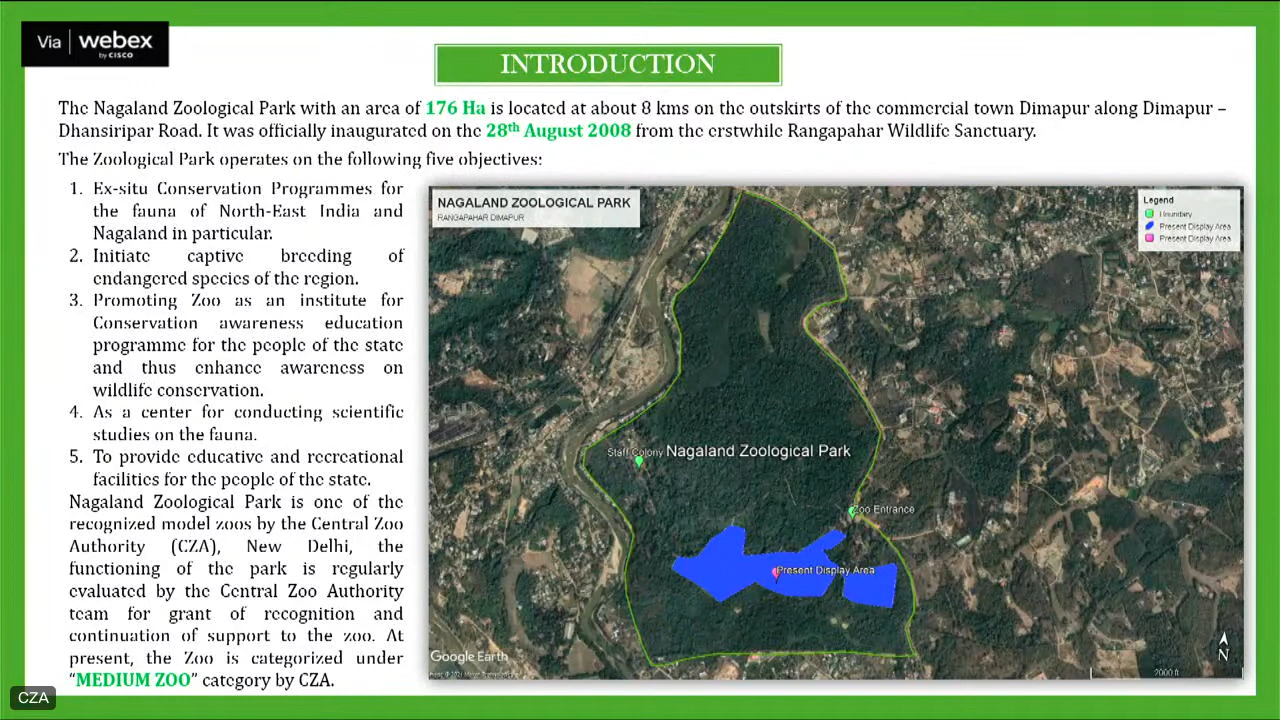 Via | webex
by CISCO
INTRODUCTION
The Nagaland Zoological Park with an area of 176 Ha is located at about 8 kms on the outskirts of the commercial town Dimapur along Dimapur –
Dhansiripar Road. It was officially inaugurated on the 28th August 2008 from the erstwhile Rangapahar Wildlife Sanctuary.
The Zoological Park operates on the following five objectives:
1. Ex-situ Conservation Programmes for
the fauna of North-East India and
Nagaland in particular.
2. Initiate captive breeding of
endangered species of the region.
3. Promoting Zoo as an institute for
Conservation awareness education
programme for the people of the state
and thus enhance awareness on
wildlife conservation.
4. As a center for conducting scientific
studies on the fauna.
5. To provide educative and recreational
facilities for the people of the state.
Nagaland Zoological Park is one of the
recognized model zoos by the Central Zoo
Authority (CZA), New Delhi, the
functioning of the park is regularly
evaluated by the Central Zoo Authority
team for grant of recognition and
continuation of support to the zoo. At
present, the Zoo is categorized under
“MEDIUM ZOO” category by CZA.
NAGALAND ZOOLOGICAL PARK
RANGAPAHAR DIMAPUR
Legend
Boundary
Present Display Area
Present Display Area
Staff Colony
Nagaland Zoological Park
Zoo Entrance
Present Display Area
Google Earth
N
2000 ft
CZA